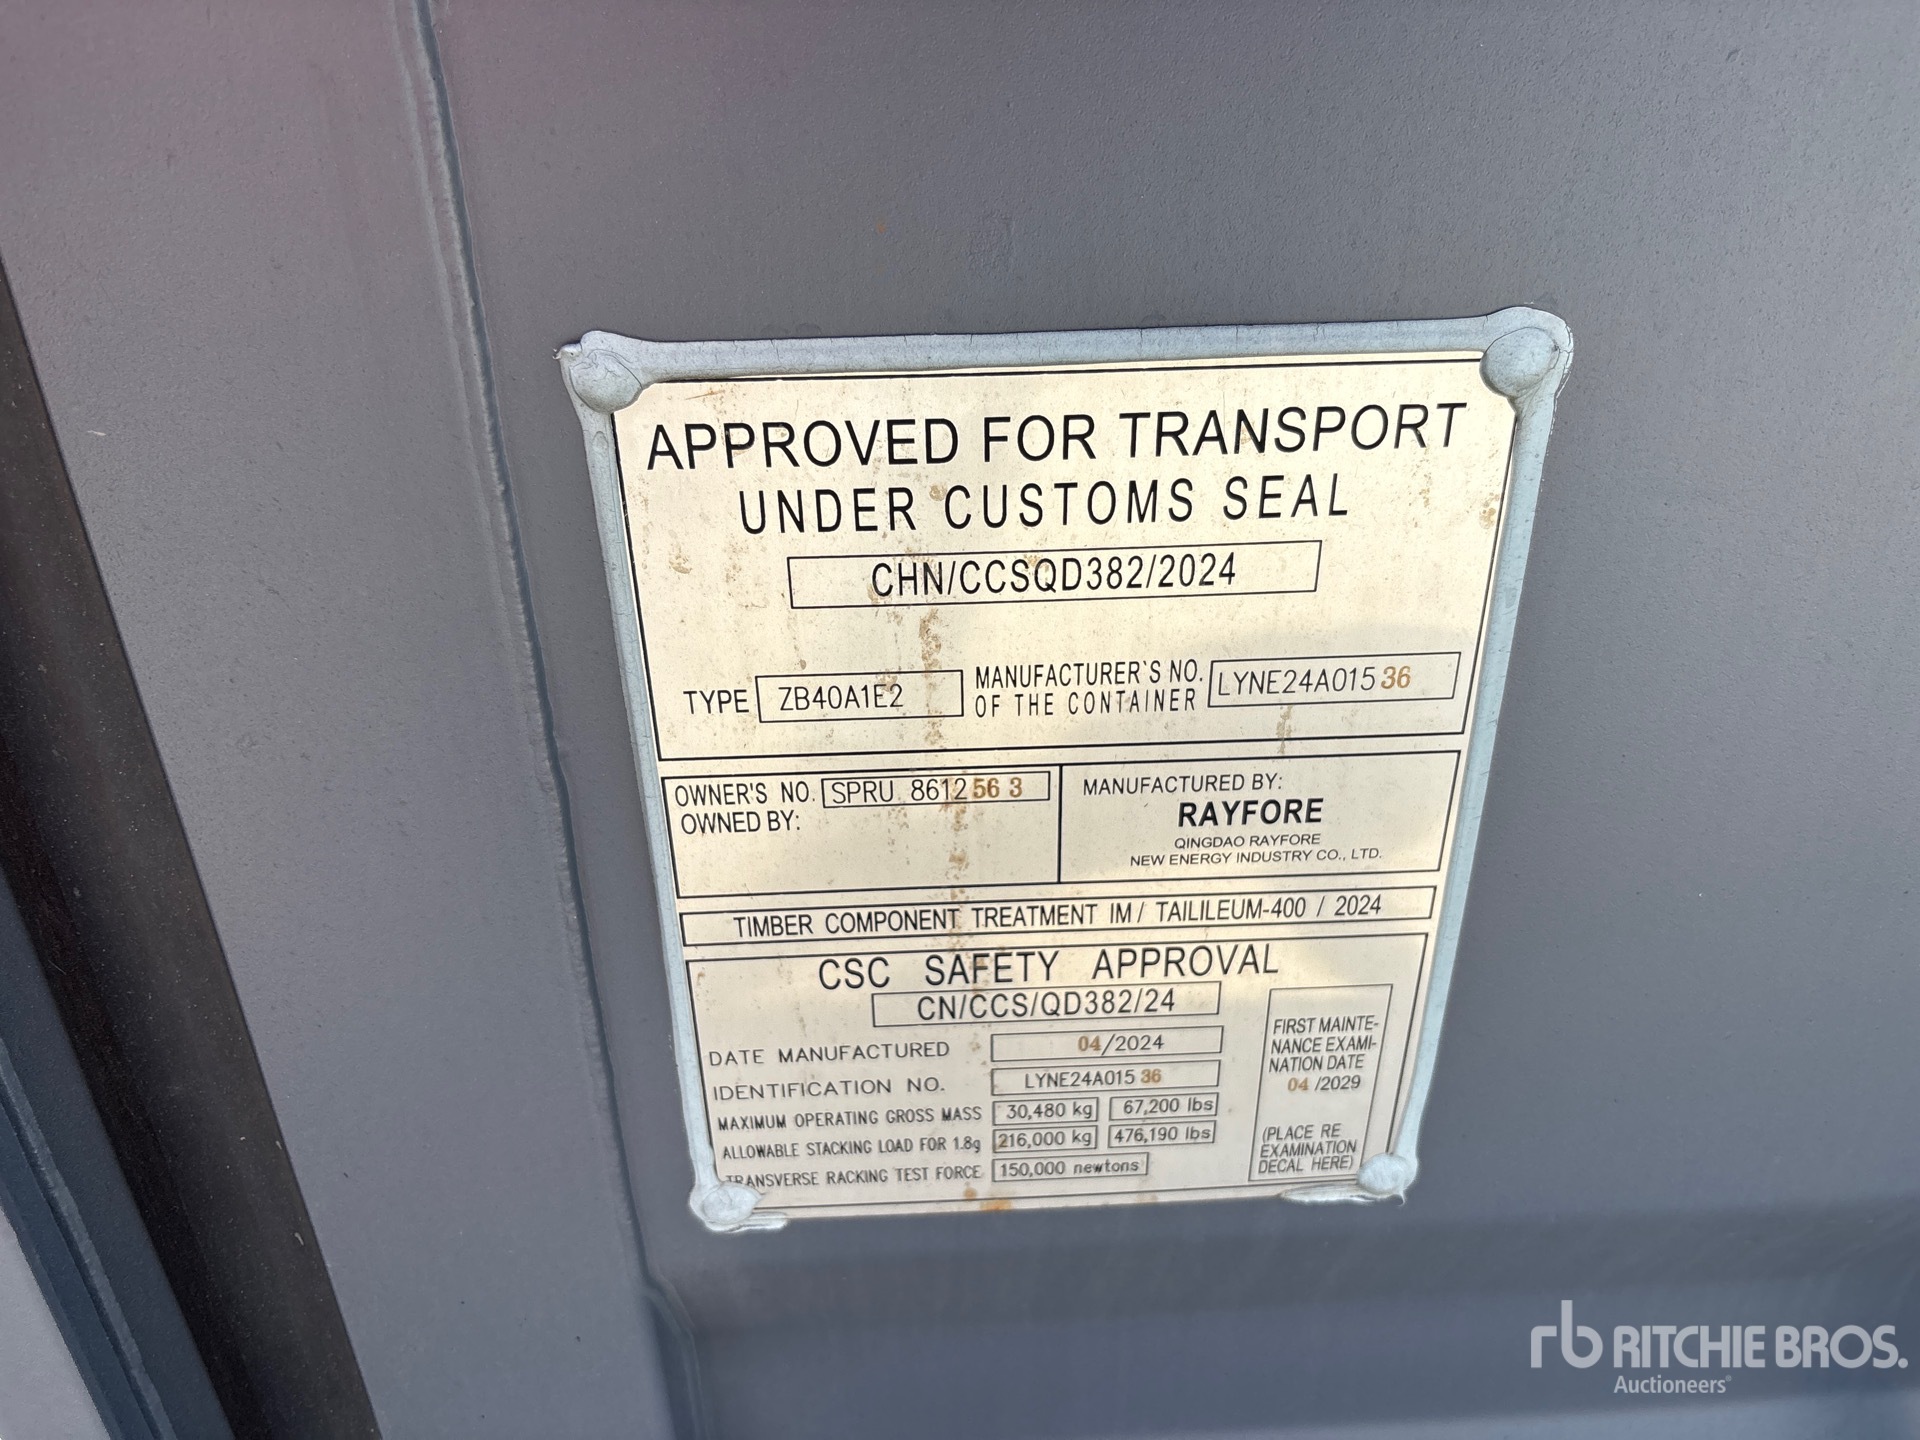 APPROVED FOR TRANSPORT
UNDER CUSTOMS SEAL
CHN/CCSQD382/2024
TYPE ZB40A1E2
MANUFACTURER'S NO.
OF THE CONTAINER
LYNE24A01536
OWNER'S NO. SPRU 861256 3
OWNED BY:
MANUFACTURED BY:
RAYFORE
QINGDAO RAYFORE
NEW ENERGY INDUSTRY CO., LTD.
TIMBER COMPONENT TREATMENT IM/ TAILILEUM-400 / 2024
CSC SAFETY APPROVAL
CN/CCS/QD382/24
DATE MANUFACTURED 04/2024
IDENTIFICATION NO. LYNE24A01536
MAXIMUM OPERATING GROSS MASS 30,480 kg 67,200 lbs
ALLOWABLE STACKING LOAD FOR 1.8g 216,000 kg 476,190 lbs
TRANSVERSE RACKING TEST FORCE 150,000 newtons
FIRST MAINTE-
NANCE EXAMI-
NATION DATE
04 /2029
(PLACE RE
EXAMINATION
DECAL HERE)
rb RITCHIE BROS.
Auctioneers